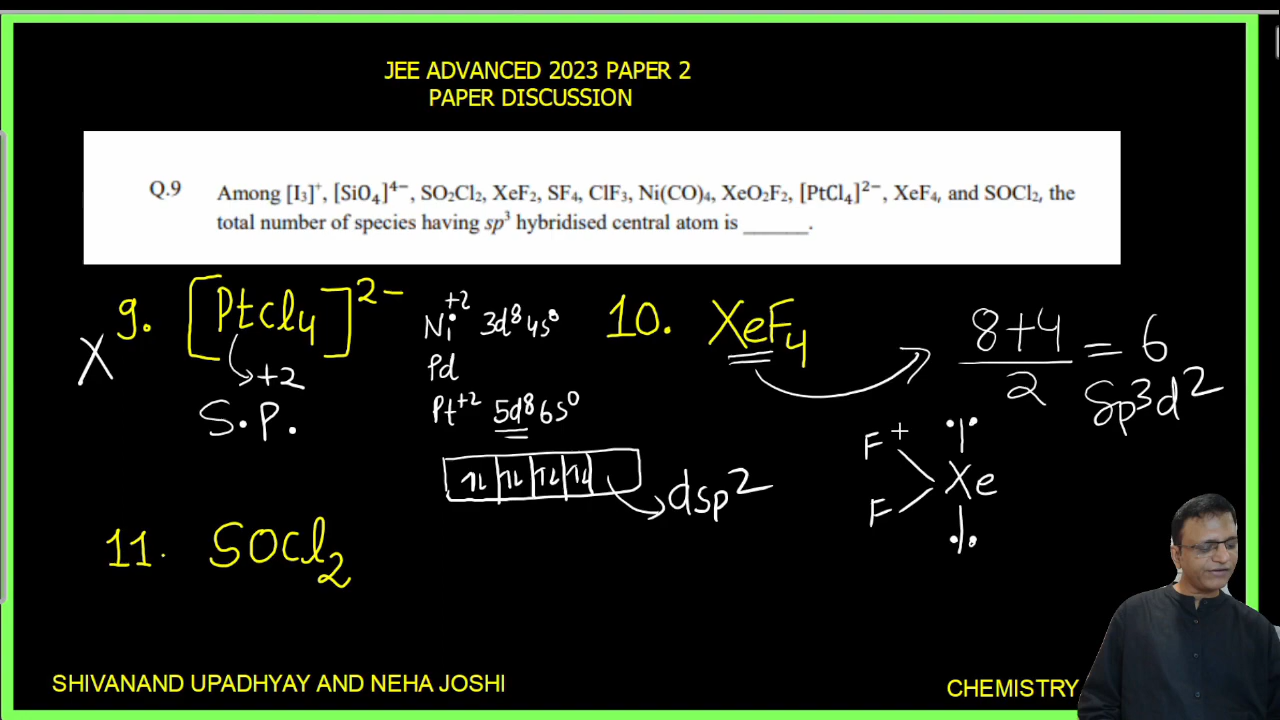 JEE ADVANCED 2023 PAPER 2
PAPER DISCUSSION
Q.9 Among [I₃]⁺, [SiO₄]⁴⁻, SO₂Cl₂, XeF₂, SF₄, ClF₃, Ni(CO)₄, XeO₂F₂, [PtCl₄]²⁻, XeF₄, and SOCl₂, the
total number of species having sp³ hybridised central atom is ______.
9. [PtCl₄]²⁻
X
+2
S.P.
Ni⁺² 3d⁸ 4s⁰
Pd
Pt⁺² 5d⁸ 6s⁰
dsp²
10. XeF₄
8+4
2
= 6
sp³d²
F +
Xe
F
11. SOCl₂
SHIVANAND UPADHYAY AND NEHA JOSHI
CHEMISTRY